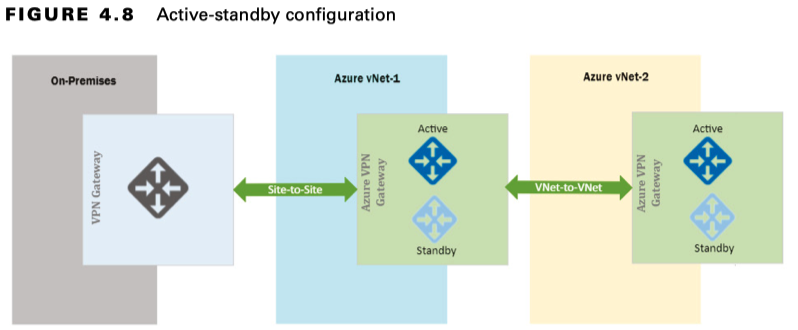 FIGURE 4.8 Active-standby configuration
On-Premises
VPN Gateway
Site-to-Site
Azure vNet-1
Azure VPN
Gateway
Active
Standby
VNet-to-VNet
Azure vNet-2
Azure VPN
Gateway
Active
Standby